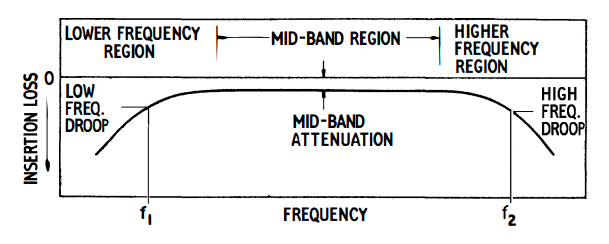 LOWER FREQUENCY
REGION
MID-BAND REGION
HIGHER
FREQUENCY
REGION
INSERTION LOSS
0
LOW
FREQ.
DROOP
MID-BAND
ATTENUATION
HIGH
FREQ.
DROOP
f1
FREQUENCY
f2